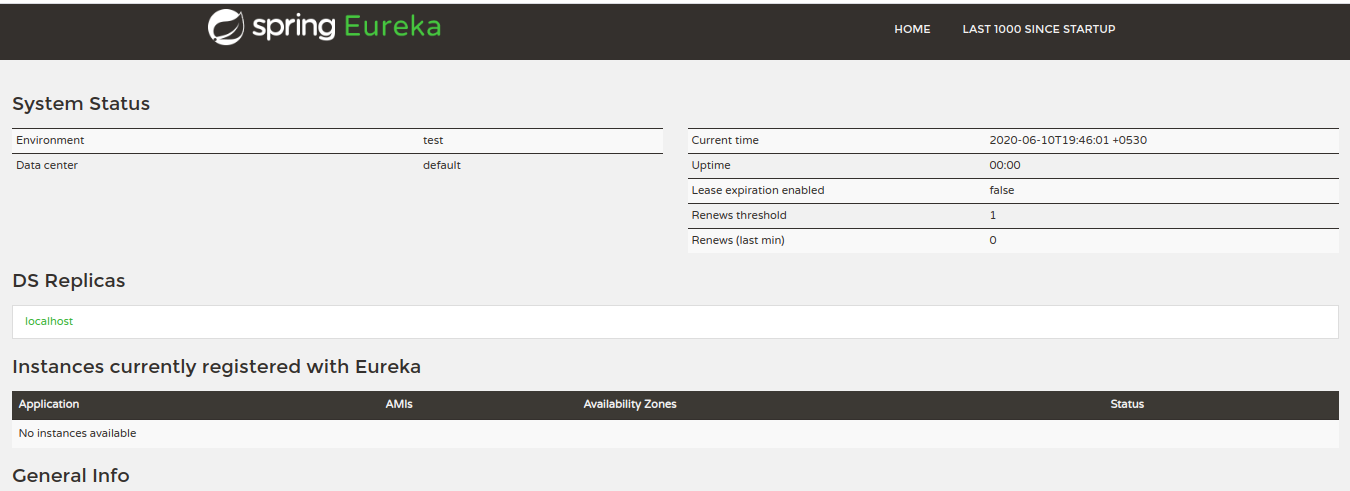 spring Eureka HOME LAST 1000 SINCE STARTUP
System Status
Environment test Current time 2020-06-10T19:46:01 +0530
Data center default Uptime 00:00
Lease expiration enabled false
Renews threshold 1
Renews (last min) 0
DS Replicas
localhost
Instances currently registered with Eureka
Application AMIs Availability Zones Status
No instances available
General Info